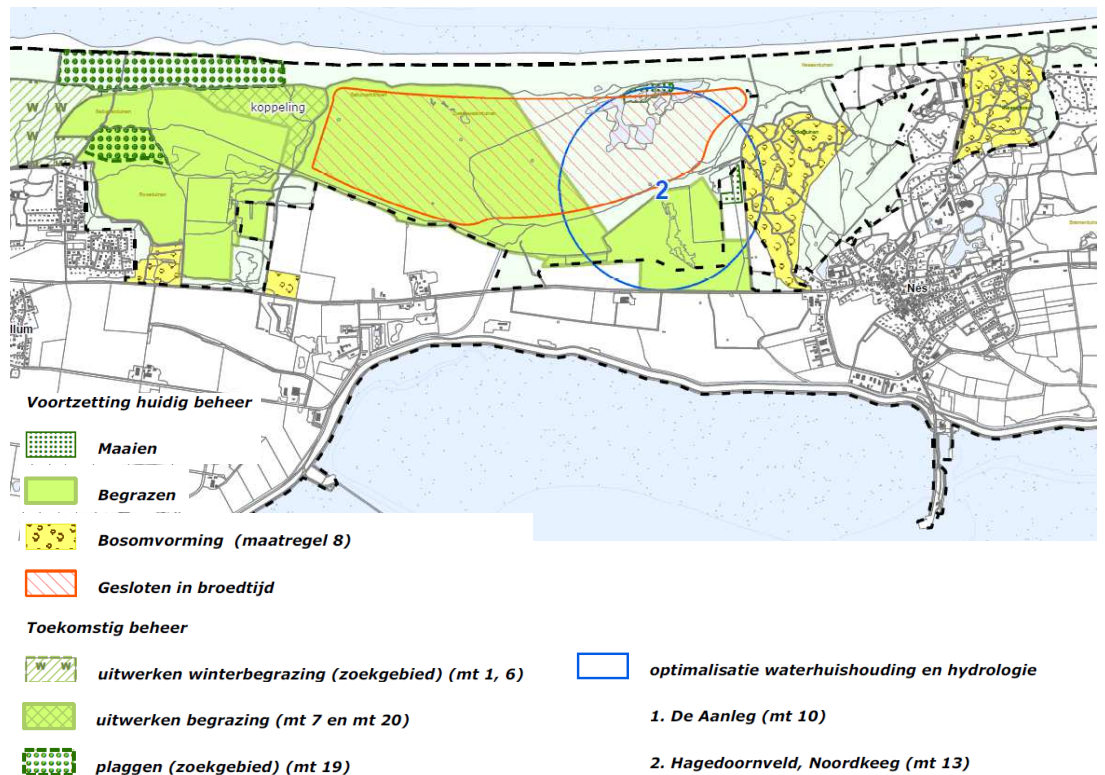 koppeling
W W
W
2
Nes
llum
Voortzetting huidig beheer
Maaien
Begrazen
Bosomvorming (maatregel 8)
Gesloten in broedtijd
Toekomstig beheer
W W
uitwerken winterbegrazing (zoekgebied) (mt 1, 6)
uitwerken begrazing (mt 7 en mt 20)
plaggen (zoekgebied) (mt 19)
optimalisatie waterhuishouding en hydrologie
1. De Aanleg (mt 10)
2. Hagedoornveld, Noordkeeg (mt 13)